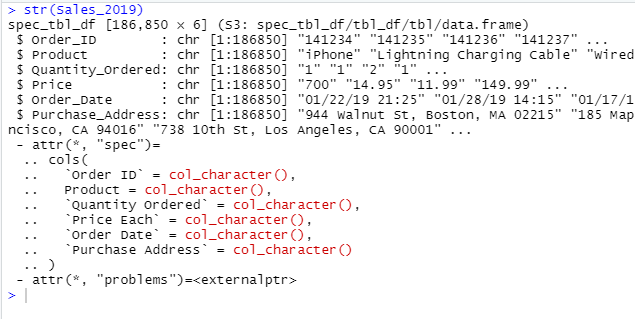 > str(Sales_2019)
spec_tbl_df [186,850 × 6] (S3: spec_tbl_df/tbl_df/tbl/data.frame)
 $ Order_ID        : chr [1:186850] "141234" "141235" "141236" "141237" ...
 $ Product         : chr [1:186850] "iPhone" "Lightning Charging Cable" "Wired
 $ Quantity_Ordered: chr [1:186850] "1" "1" "2" "1" ...
 $ Price           : chr [1:186850] "700" "14.95" "11.99" "149.99" ...
 $ Order_Date      : chr [1:186850] "01/22/19 21:25" "01/28/19 14:15" "01/17/1
 $ Purchase_Address: chr [1:186850] "944 Walnut St, Boston, MA 02215" "185 Map
ncisco, CA 94016" "738 10th St, Los Angeles, CA 90001" ...
 - attr(*, "spec")=
  .. cols(
  ..   `Order ID` = col_character(),
  ..   Product = col_character(),
  ..   `Quantity Ordered` = col_character(),
  ..   `Price Each` = col_character(),
  ..   `Order Date` = col_character(),
  ..   `Purchase Address` = col_character()
  .. )
 - attr(*, "problems")=<externalptr>
>